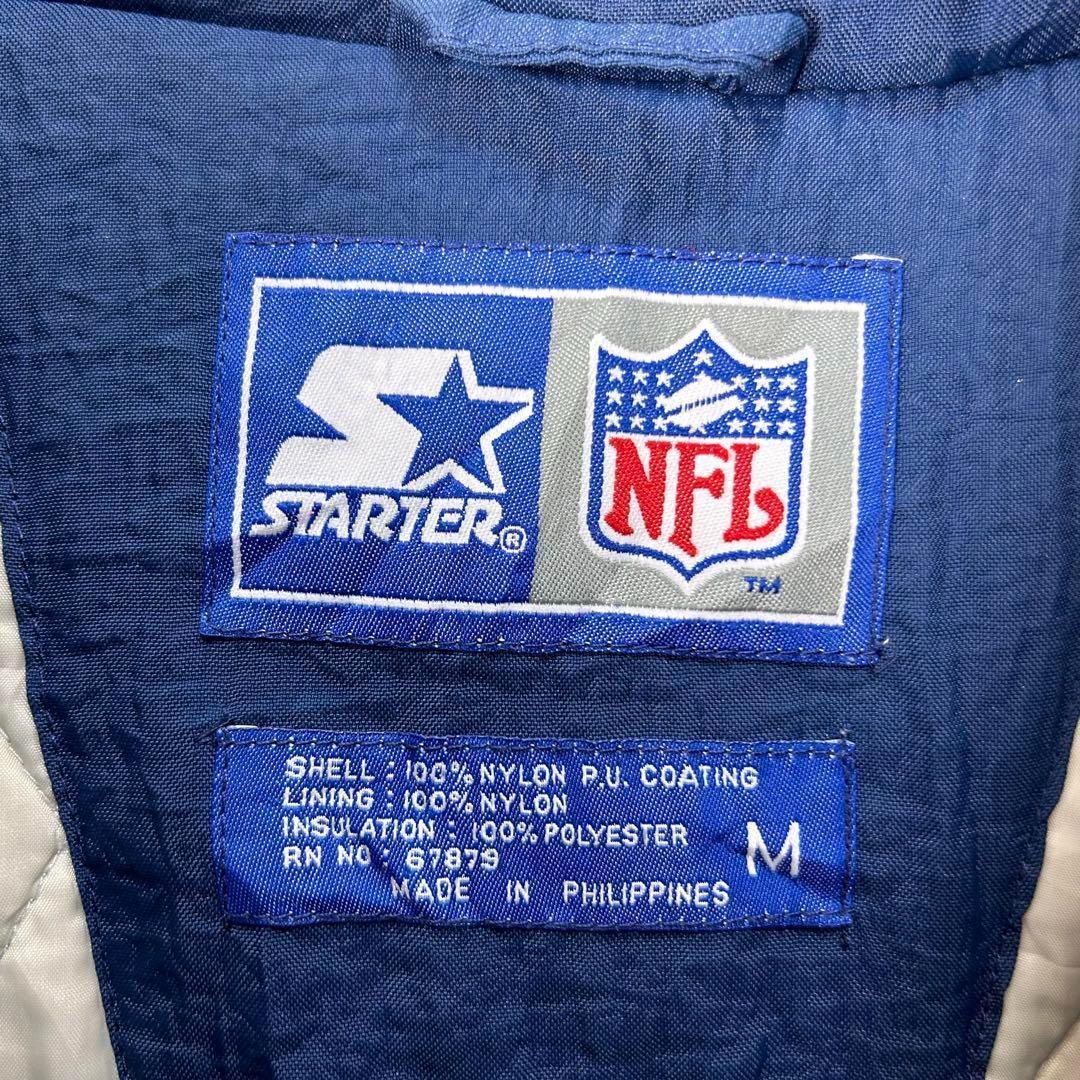 STARTER®
NFL
TM
SHELL : 100% NYLON P.U. COATING
LINING : 100% NYLON
INSULATION : 100% POLYESTER
RN NO : 67879
MADE IN PHILIPPINES
M